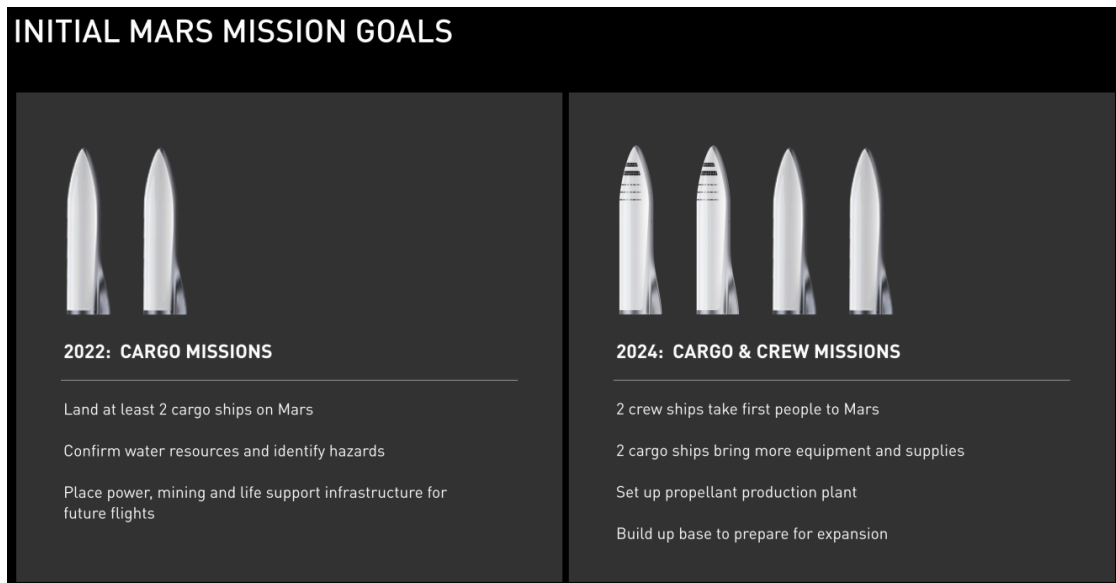 INITIAL MARS MISSION GOALS
2022: CARGO MISSIONS
Land at least 2 cargo ships on Mars
Confirm water resources and identify hazards
Place power, mining and life support infrastructure for
future flights
2024: CARGO & CREW MISSIONS
2 crew ships take first people to Mars
2 cargo ships bring more equipment and supplies
Set up propellant production plant
Build up base to prepare for expansion